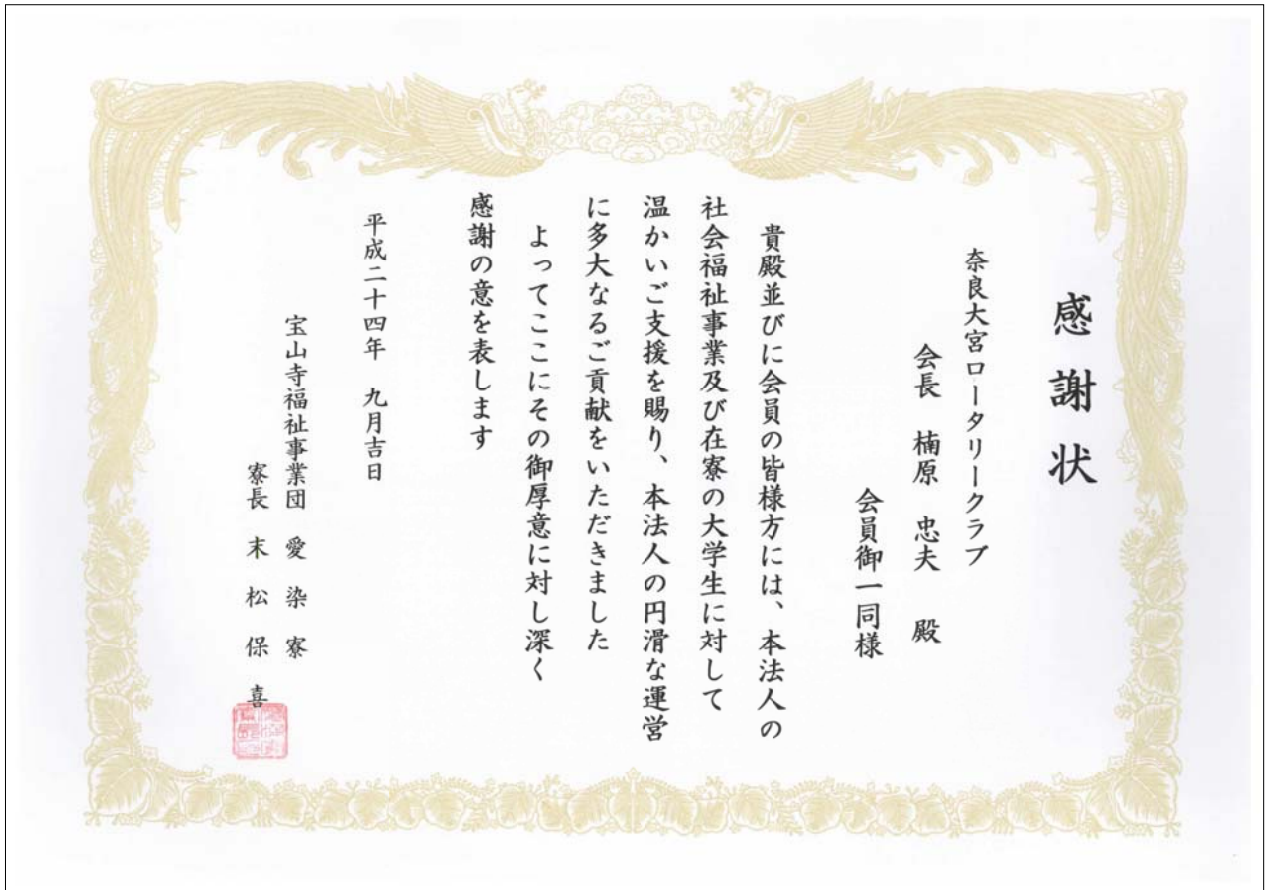 感謝状
奈良大宮ロータリークラブ
会長 楠原 忠夫 殿
会員御一同様
貴殿並びに会員の皆様方には、本法人の
社会福祉事業及び在寮の大学生に対して
温かいご支援を賜り、本法人の円滑な運営
に多大なるご貢献をいただきました
よってここにその御厚意に対し深く
感謝の意を表します
平成二十四年 九月吉日
宝山寺福祉事業団 愛染寮
寮長 末松保喜